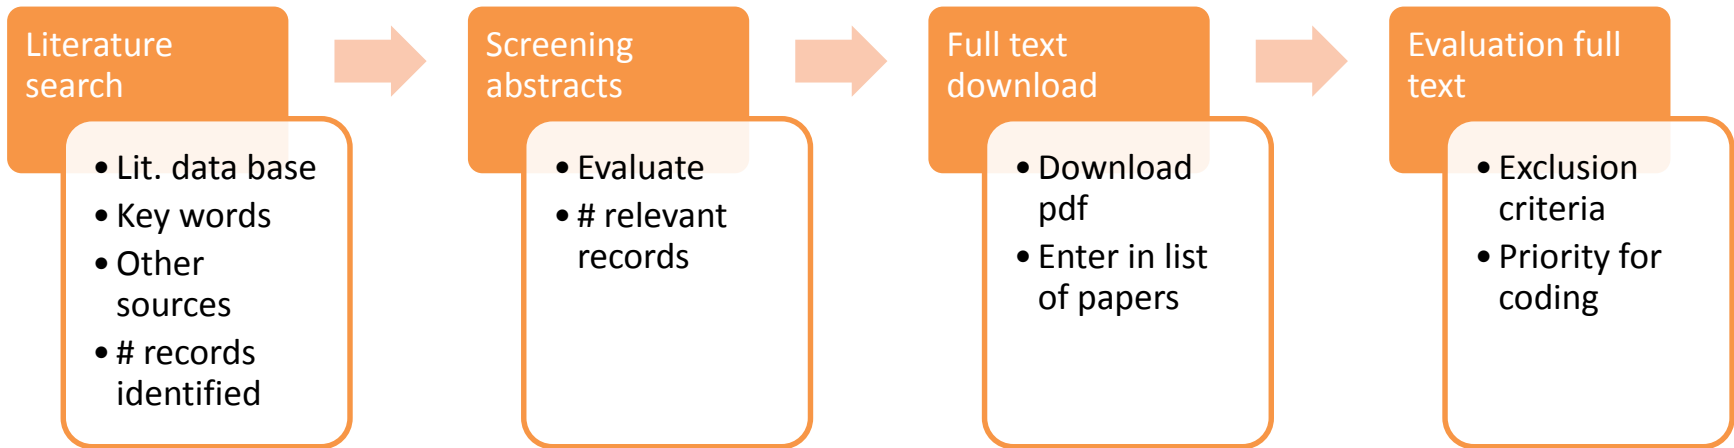 Literature
search
• Lit. data base
• Key words
• Other
sources
• # records
identified
Screening
abstracts
• Evaluate
• # relevant
records
Full text
download
• Download
pdf
• Enter in list
of papers
Evaluation full
text
• Exclusion
criteria
• Priority for
coding